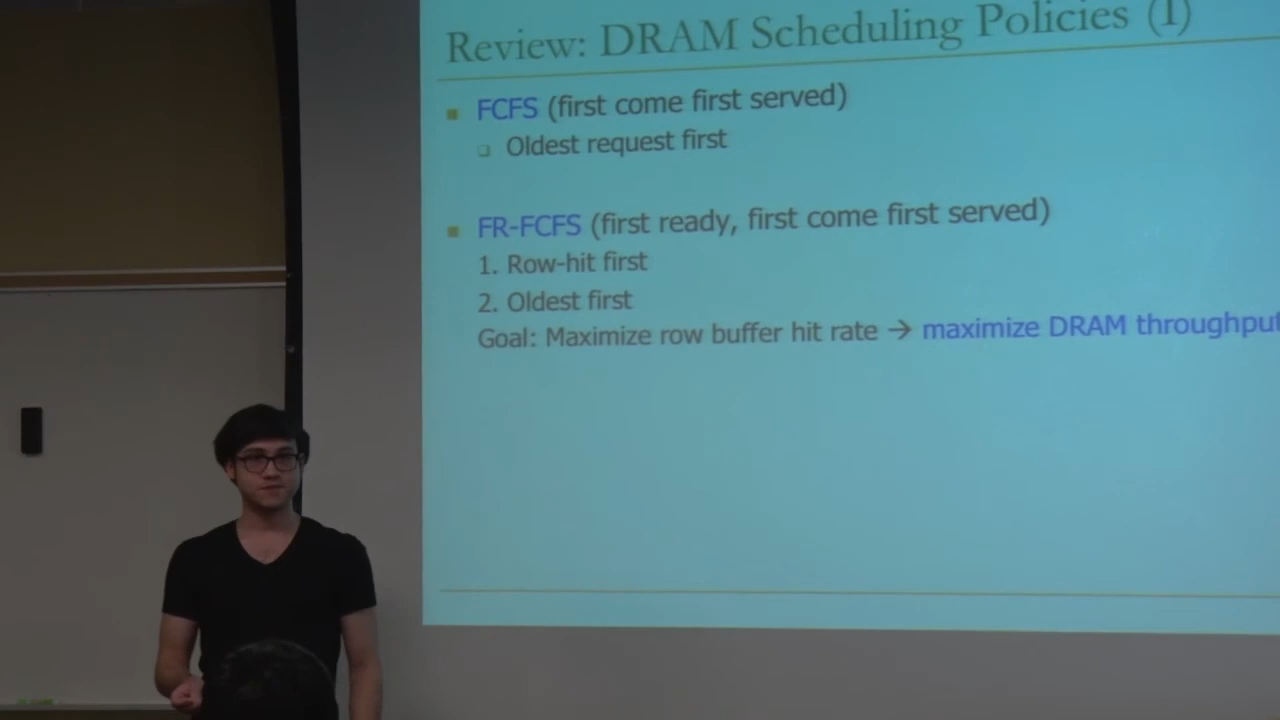 Review: DRAM Scheduling Policies (I)
FCFS (first come first served)
Oldest request first
FR-FCFS (first ready, first come first served)
1. Row-hit first
2. Oldest first
Goal: Maximize row buffer hit rate → maximize DRAM throughput